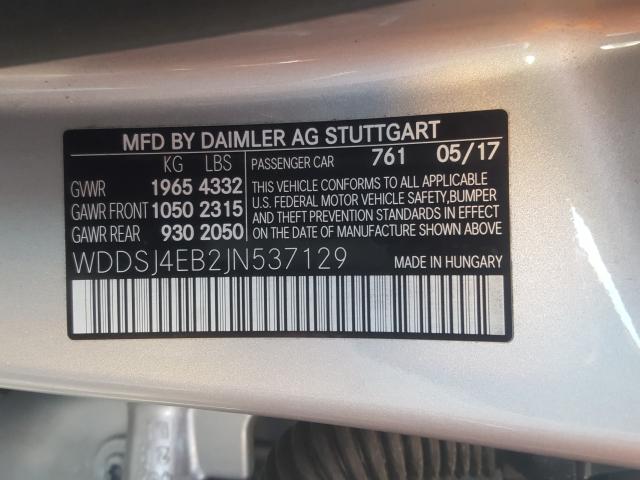 MFD BY DAIMLER AG STUTTGART
KG LBS PASSENGER CAR 761 05/17
GVWR 1965 4332
GAWR FRONT 1050 2315
GAWR REAR 930 2050
THIS VEHICLE CONFORMS TO ALL APPLICABLE
U.S. FEDERAL MOTOR VEHICLE SAFETY,BUMPER
AND THEFT PREVENTION STANDARDS IN EFFECT
ON DATE OF MANUFACTURE SHOWN ABOVE
WDDSJ4EB2JN537129 MADE IN HUNGARY